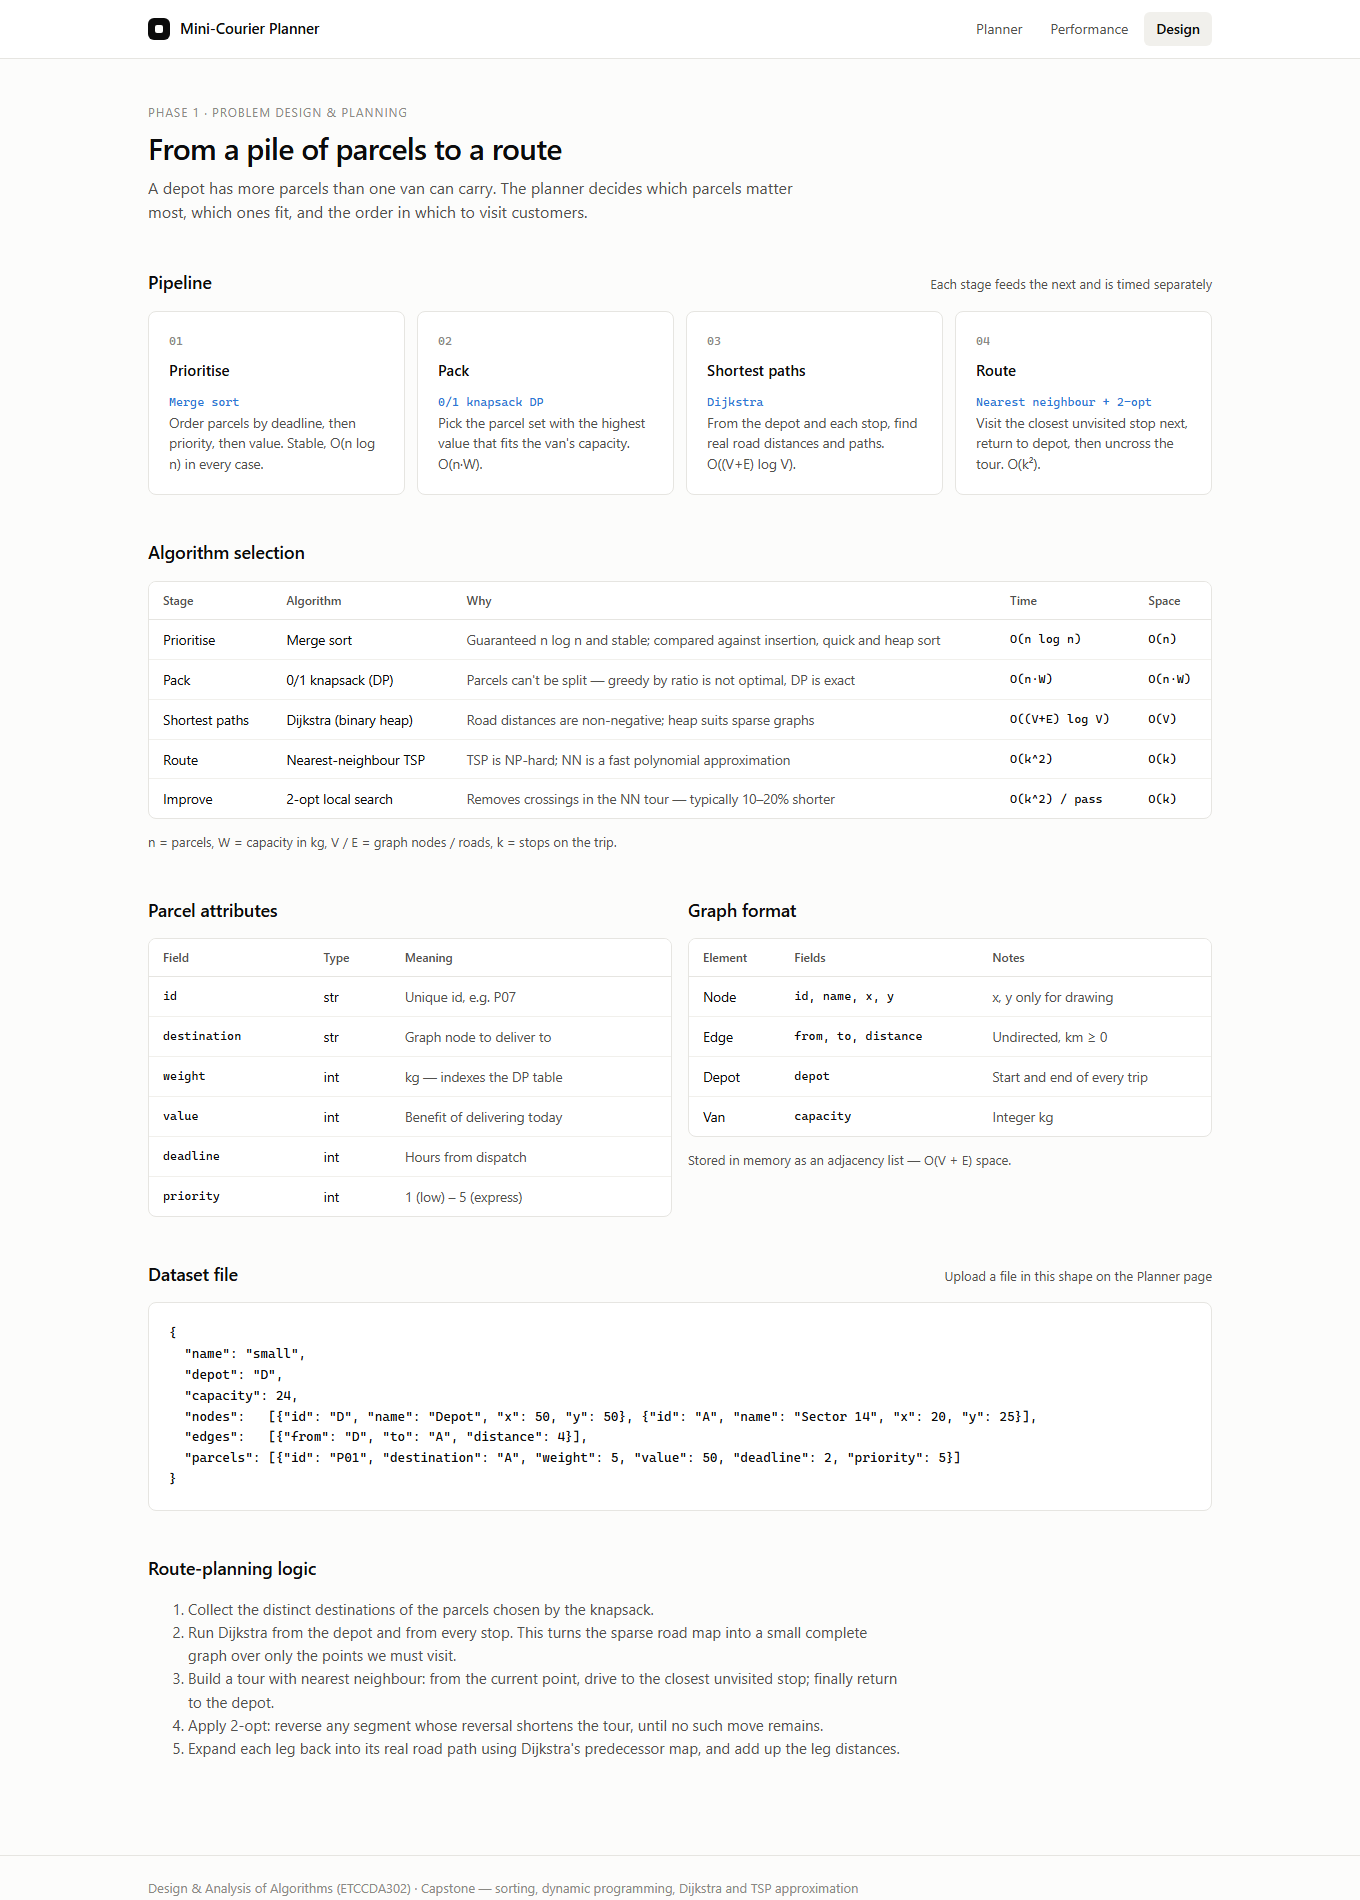 Mini-Courier Planner
Planner
Performance
Design
PHASE 1 · PROBLEM DESIGN & PLANNING
From a pile of parcels to a route
A depot has more parcels than one van can carry. The planner decides which parcels matter
most, which ones fit, and the order in which to visit customers.
Pipeline
Each stage feeds the next and is timed separately
01
Prioritise
Merge sort
Order parcels by deadline, then
priority, then value. Stable, O(n log
n) in every case.
02
Pack
0/1 knapsack DP
Pick the parcel set with the highest
value that fits the van's capacity.
O(n·W).
03
Shortest paths
Dijkstra
From the depot and each stop, find
real road distances and paths.
O((V+E) log V).
04
Route
Nearest neighbour + 2-opt
Visit the closest unvisited stop next,
return to depot, then uncross the
tour. O(k²).
Algorithm selection
Stage Algorithm Why Time Space
Prioritise Merge sort Guaranteed n log n and stable; compared against insertion, quick and heap sort O(n log n) O(n)
Pack 0/1 knapsack (DP) Parcels can't be split — greedy by ratio is not optimal, DP is exact O(n·W) O(n·W)
Shortest paths Dijkstra (binary heap) Road distances are non-negative; heap suits sparse graphs O((V+E) log V) O(V)
Route Nearest-neighbour TSP TSP is NP-hard; NN is a fast polynomial approximation O(k^2) O(k)
Improve 2-opt local search Removes crossings in the NN tour — typically 10–20% shorter O(k^2) / pass O(k)
n = parcels, W = capacity in kg, V / E = graph nodes / roads, k = stops on the trip.
Parcel attributes
Field Type Meaning
id str Unique id, e.g. P07
destination str Graph node to deliver to
weight int kg — indexes the DP table
value int Benefit of delivering today
deadline int Hours from dispatch
priority int 1 (low) – 5 (express)
Graph format
Element Fields Notes
Node id, name, x, y x, y only for drawing
Edge from, to, distance Undirected, km ≥ 0
Depot depot Start and end of every trip
Van capacity Integer kg
Stored in memory as an adjacency list — O(V + E) space.
Dataset file
Upload a file in this shape on the Planner page
{
"name": "small",
"depot": "D",
"capacity": 24,
"nodes": [{"id": "D", "name": "Depot", "x": 50, "y": 50}, {"id": "A", "name": "Sector 14", "x": 20, "y": 25}],
"edges": [{"from": "D", "to": "A", "distance": 4}],
"parcels": [{"id": "P01", "destination": "A", "weight": 5, "value": 50, "deadline": 2, "priority": 5}]
}
Route-planning logic
1. Collect the distinct destinations of the parcels chosen by the knapsack.
2. Run Dijkstra from the depot and from every stop. This turns the sparse road map into a small complete
graph over only the points we must visit.
3. Build a tour with nearest neighbour: from the current point, drive to the closest unvisited stop; finally return
to the depot.
4. Apply 2-opt: reverse any segment whose reversal shortens the tour, until no such move remains.
5. Expand each leg back into its real road path using Dijkstra's predecessor map, and add up the leg distances.
Design & Analysis of Algorithms (ETCCDA302) · Capstone — sorting, dynamic programming, Dijkstra and TSP approximation